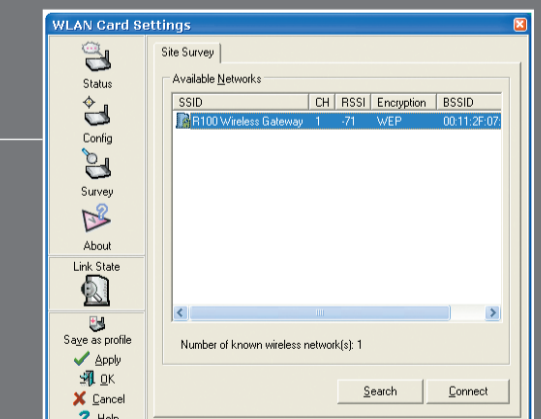 WLAN Card Settings
Status
Config
Survey
About
Link State
Save as profile
Apply
OK
Cancel
Help
Site Survey
Available Networks
SSID CH RSSI Encryption BSSID
R100 Wireless Gateway 1 -71 WEP 00:11:2F:07:
Number of known wireless network(s): 1
Search Connect